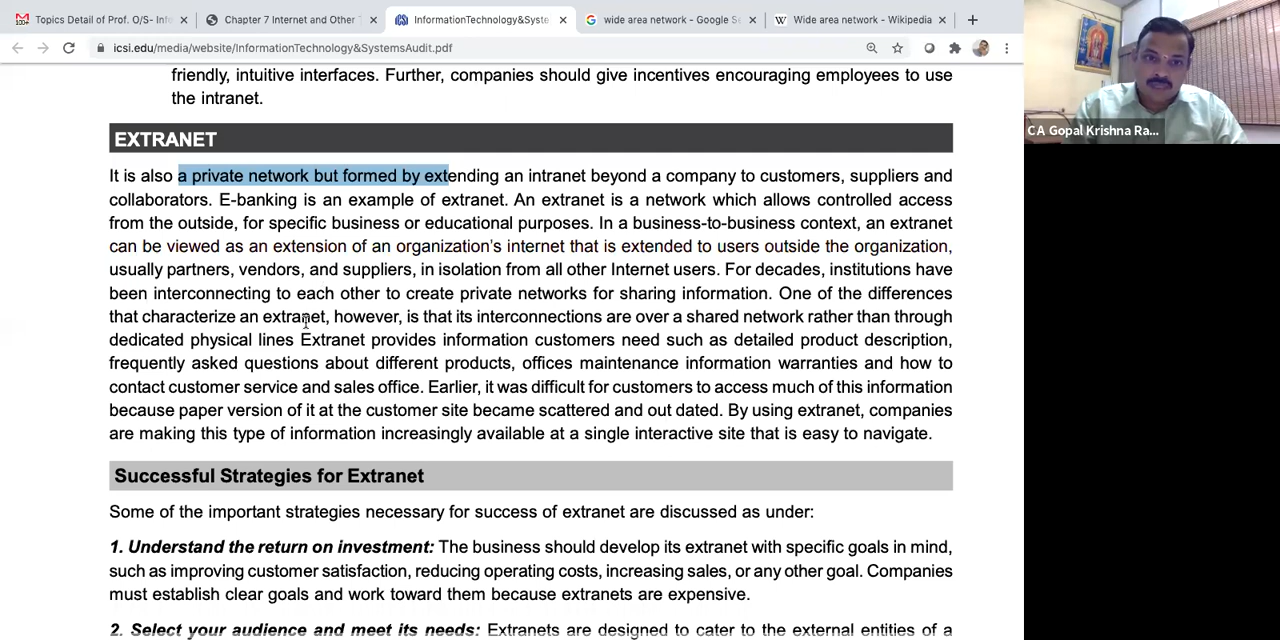 Topics Detail of Prof. O/S- Info
Chapter 7 Internet and Other T
InformationTechnology&Syste
wide area network - Google Se
Wide area network - Wikipedia
icsi.edu/media/website/InformationTechnology&SystemsAudit.pdf
friendly, intuitive interfaces. Further, companies should give incentives encouraging employees to use
the intranet.
EXTRANET
It is also a private network but formed by extending an intranet beyond a company to customers, suppliers and
collaborators. E-banking is an example of extranet. An extranet is a network which allows controlled access
from the outside, for specific business or educational purposes. In a business-to-business context, an extranet
can be viewed as an extension of an organization's internet that is extended to users outside the organization,
usually partners, vendors, and suppliers, in isolation from all other Internet users. For decades, institutions have
been interconnecting to each other to create private networks for sharing information. One of the differences
that characterize an extranet, however, is that its interconnections are over a shared network rather than through
dedicated physical lines Extranet provides information customers need such as detailed product description,
frequently asked questions about different products, offices maintenance information warranties and how to
contact customer service and sales office. Earlier, it was difficult for customers to access much of this information
because paper version of it at the customer site became scattered and out dated. By using extranet, companies
are making this type of information increasingly available at a single interactive site that is easy to navigate.
Successful Strategies for Extranet
Some of the important strategies necessary for success of extranet are discussed as under:
1. Understand the return on investment: The business should develop its extranet with specific goals in mind,
such as improving customer satisfaction, reducing operating costs, increasing sales, or any other goal. Companies
must establish clear goals and work toward them because extranets are expensive.
2. Select your audience and meet its needs: Extranets are designed to cater to the external entities of a
CA Gopal Krishna Ra...